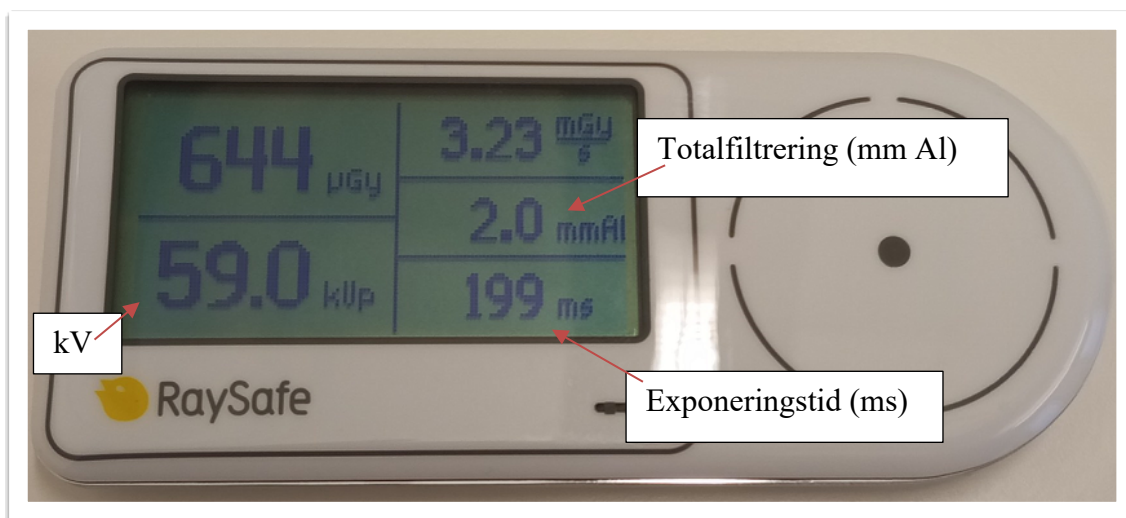 644 µGy
3.23 mGy/s
Totalfiltrering (mm Al)
2.0 mmAl
59.0 kVp
199 ms
kV
RaySafe
Exponeringstid (ms)